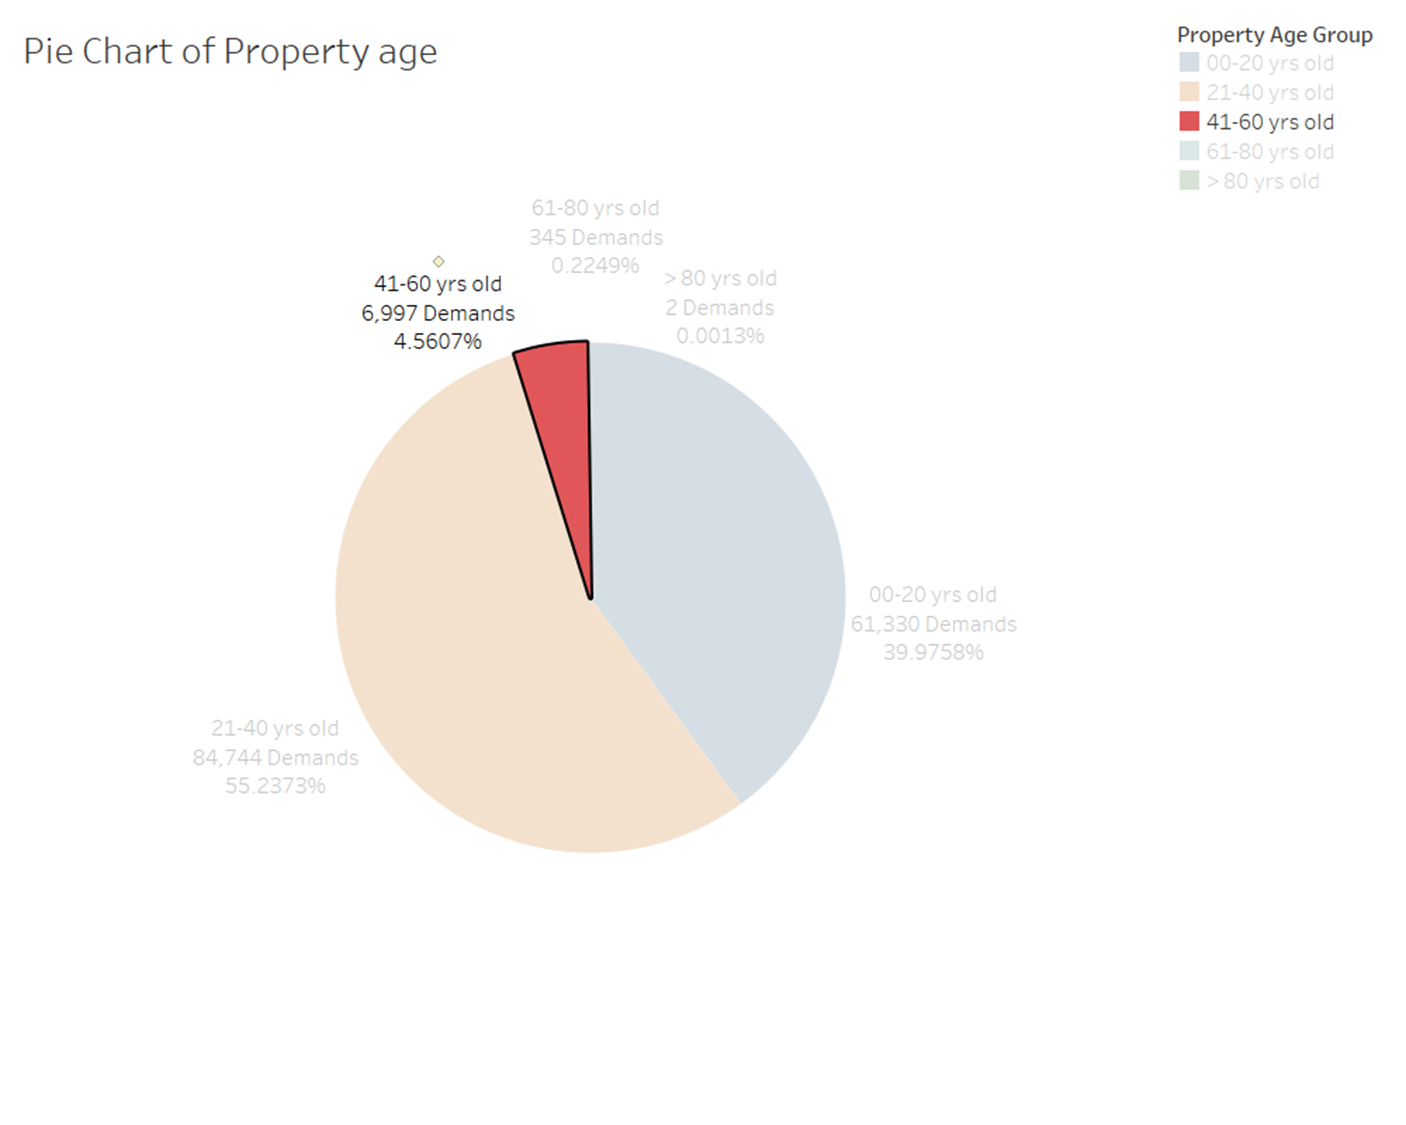 Pie Chart of Property age
Property Age Group
00-20 yrs old
21-40 yrs old
41-60 yrs old
61-80 yrs old
> 80 yrs old
61-80 yrs old
345 Demands
0.2249%
> 80 yrs old
2 Demands
0.0013%
41-60 yrs old
6,997 Demands
4.5607%
00-20 yrs old
61,330 Demands
39.9758%
21-40 yrs old
84,744 Demands
55.2373%